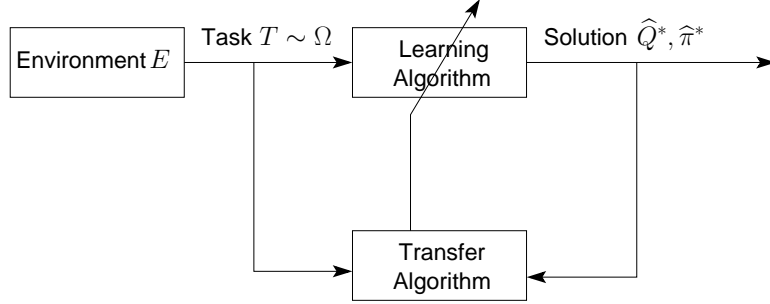 Environment E
Task T ∼ Ω
Learning
Algorithm
Solution Q̂*, π̂*
Transfer
Algorithm